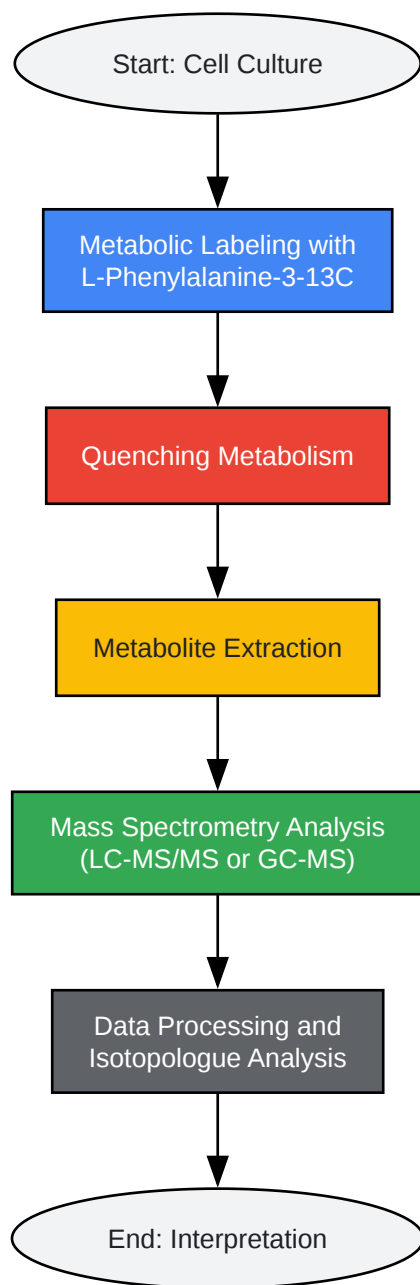 Start: Cell Culture
Metabolic Labeling with
L-Phenylalanine-3-13C
Quenching Metabolism
Metabolite Extraction
Mass Spectrometry Analysis
(LC-MS/MS or GC-MS)
Data Processing and
Isotopologue Analysis
End: Interpretation